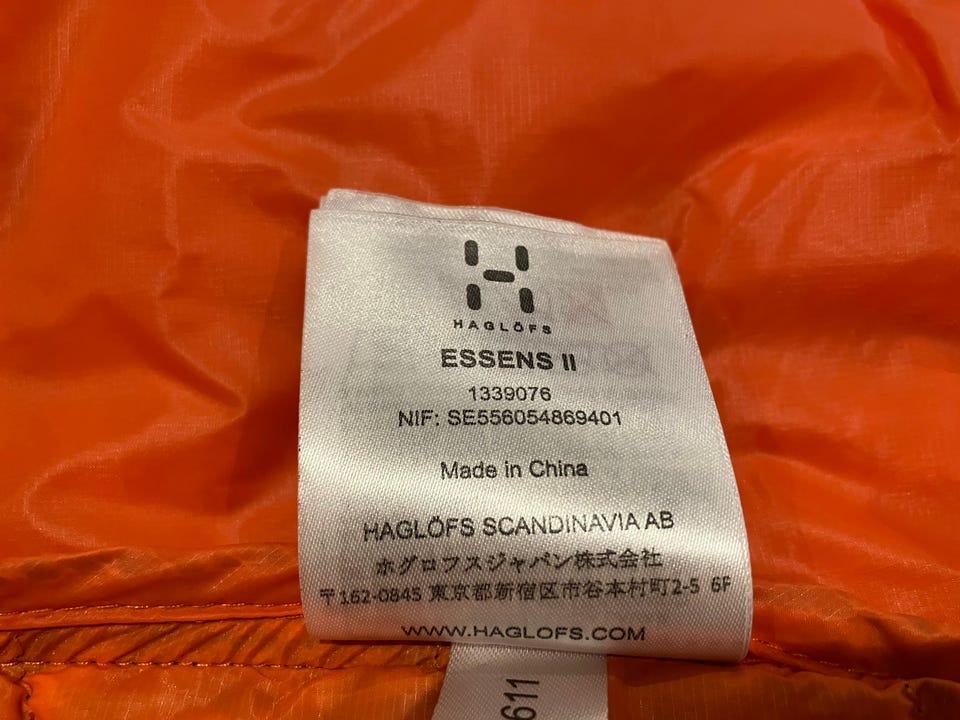 HAGLÖFS
ESSENS II
1339076
NIF: SE556054869401
Made in China
HAGLÖFS SCANDINAVIA AB
ホグロフスジャパン株式会社
〒162-0845 東京都新宿区市谷本村町2-5 6F
WWW.HAGLOFS.COM
611